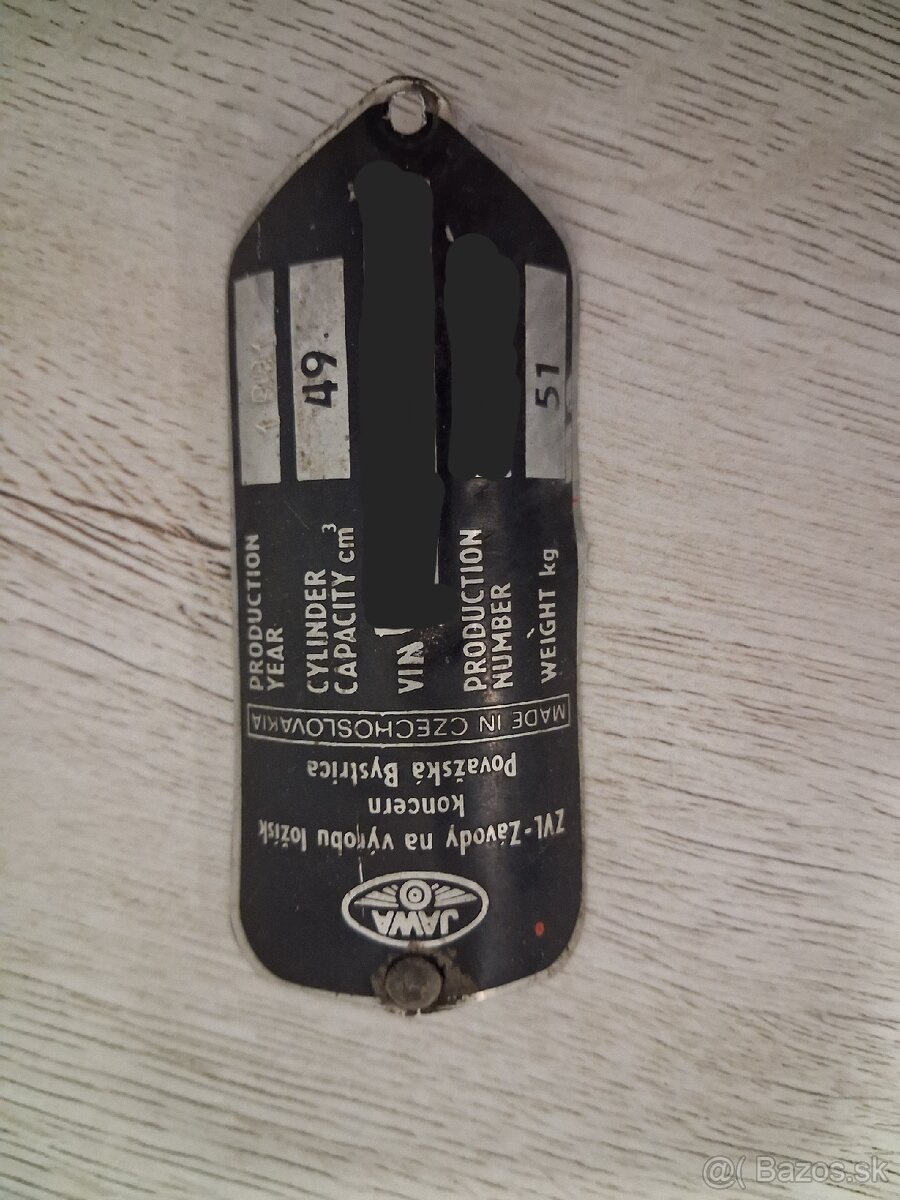 JAWA
ZVL-Závody na výrobu ložísk
koncern
Považská Bystrica
MADE IN CZECHOSLOVAKIA
PRODUCTION
YEAR
CYLINDER
CAPACITY cm³
49
VIN
PRODUCTION
NUMBER
WEIGHT kg
51
@( Bazos.sk